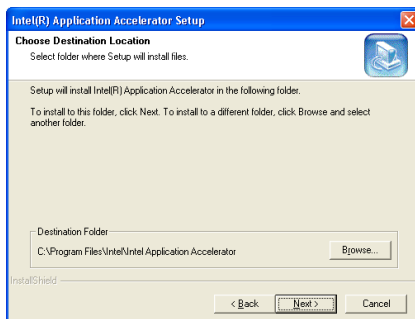 Intel(R) Application Accelerator Setup
Choose Destination Location
Select folder where Setup will install files.
Setup will install Intel(R) Application Accelerator in the following folder.
To install to this folder, click Next. To install to a different folder, click Browse and select
another folder.
Destination Folder
C:\Program Files\Intel\Intel Application Accelerator
Browse...
InstallShield
< Back
Next >
Cancel